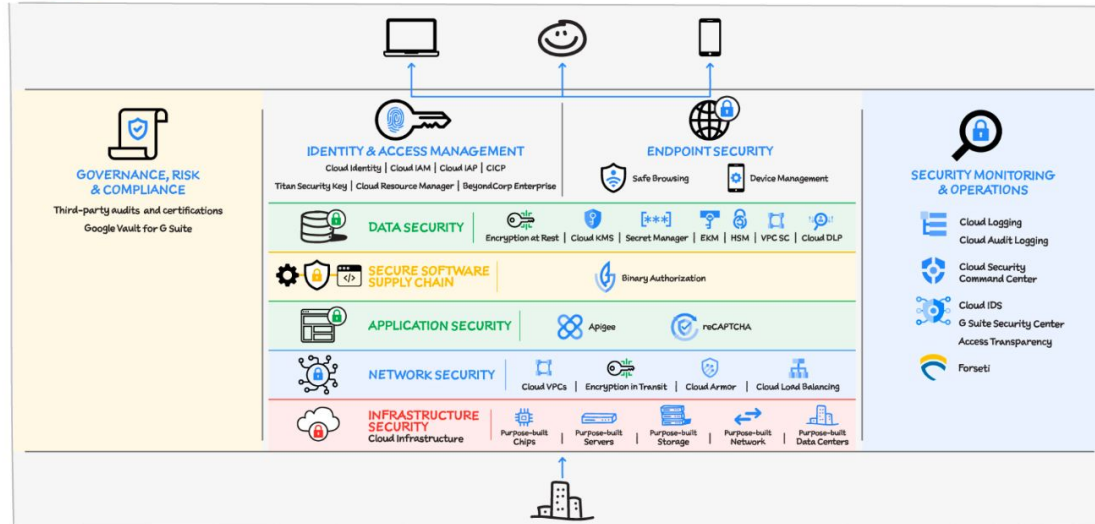 GOVERNANCE, RISK
& COMPLIANCE
Third-party audits and certifications
Google Vault for G Suite
IDENTITY & ACCESS MANAGEMENT
Cloud Identity | Cloud IAM | Cloud IAP | CICP
Titan Security Key | Cloud Resource Manager | BeyondCorp Enterprise
ENDPOINT SECURITY
Safe Browsing
Device Management
DATA SECURITY
[***]
Encryption at Rest | Cloud KMS | Secret Manager | EKM | HSM | VPC SC | Cloud DLP
</>
SECURE SOFTWARE
SUPPLY CHAIN
Binary Authorization
APPLICATION SECURITY
Apigee
reCAPTCHA
NETWORK SECURITY
Cloud VPCs | Encryption in Transit | Cloud Armor | Cloud Load Balancing
INFRASTRUCTURE
SECURITY
Cloud Infrastructure
Purpose-built
Chips
Purpose-built
Servers
Purpose-built
Storage
Purpose-built
Network
Purpose-built
Data Centers
SECURITY MONITORING
& OPERATIONS
Cloud Logging
Cloud Audit Logging
Cloud Security
Command Center
Cloud IDS
G Suite Security Center
Access Transparency
Forseti